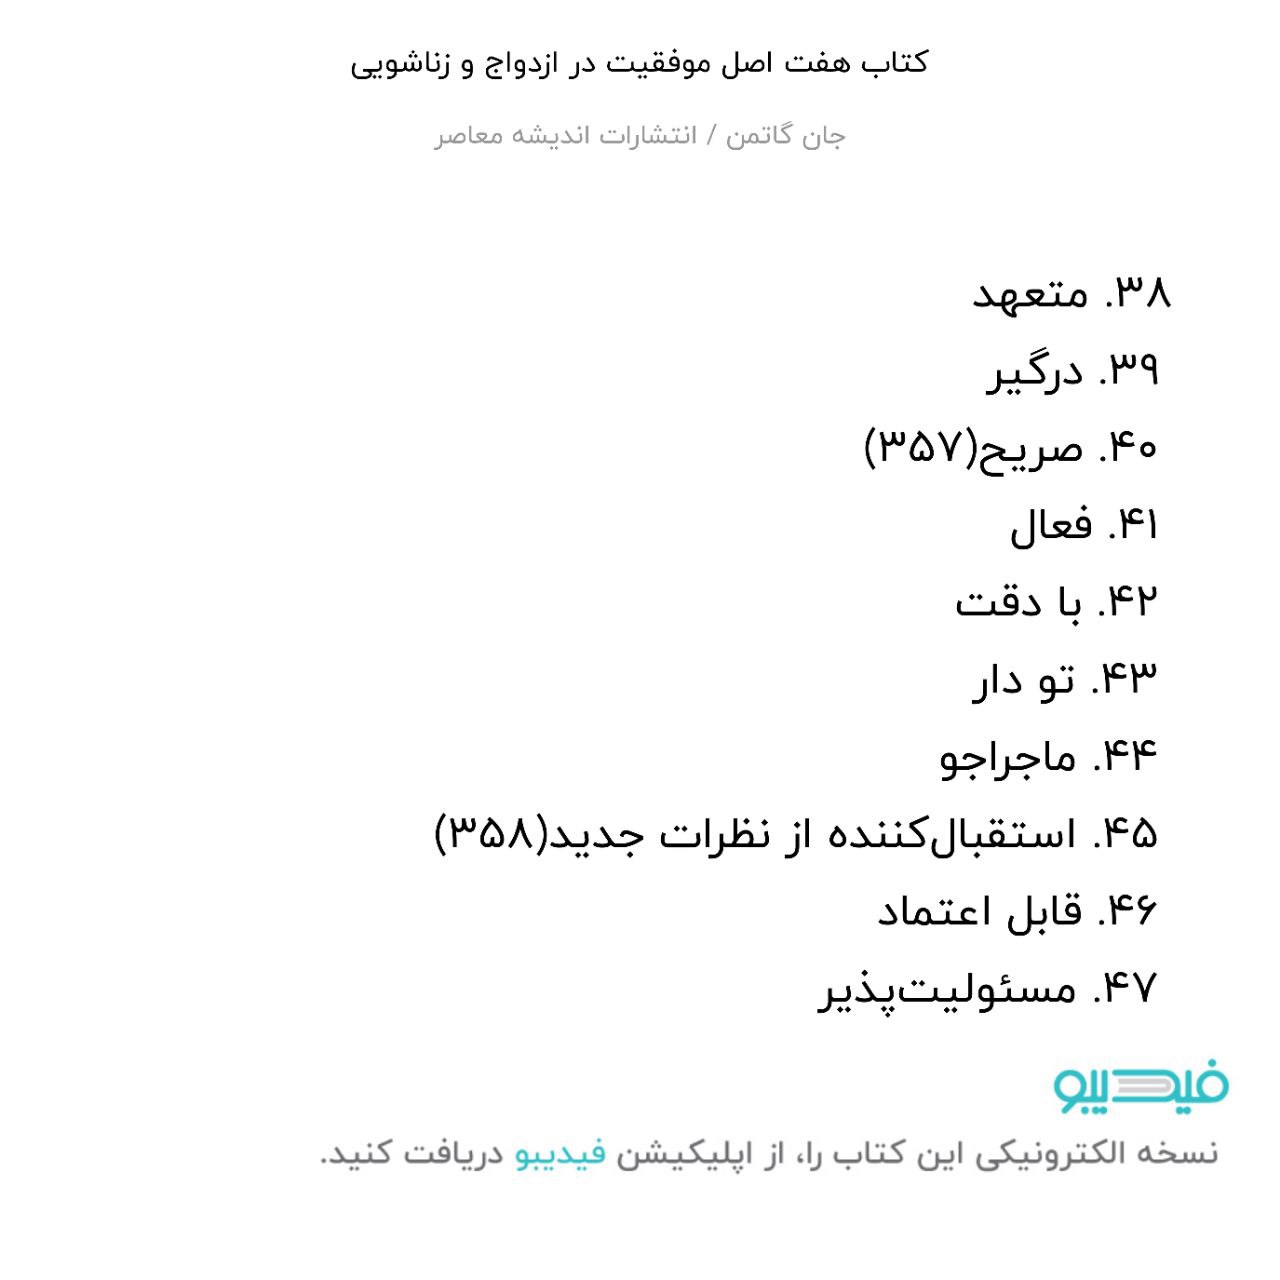 کتاب هفت اصل موفقیت در ازدواج و زناشویی
جان گاتمن / انتشارات اندیشه معاصر
۳۸. متعهد
۳۹. درگیر
۴۰. صریح(۳۵۷)
۴۱. فعال
۴۲. با دقت
۴۳. تو دار
۴۴. ماجراجو
۴۵. استقبال‌کننده از نظرات جدید(۳۵۸)
۴۶. قابل اعتماد
۴۷. مسئولیت‌پذیر
فیدیبو
نسخه الکترونیکی این کتاب را، از اپلیکیشن فیدیبو دریافت کنید.